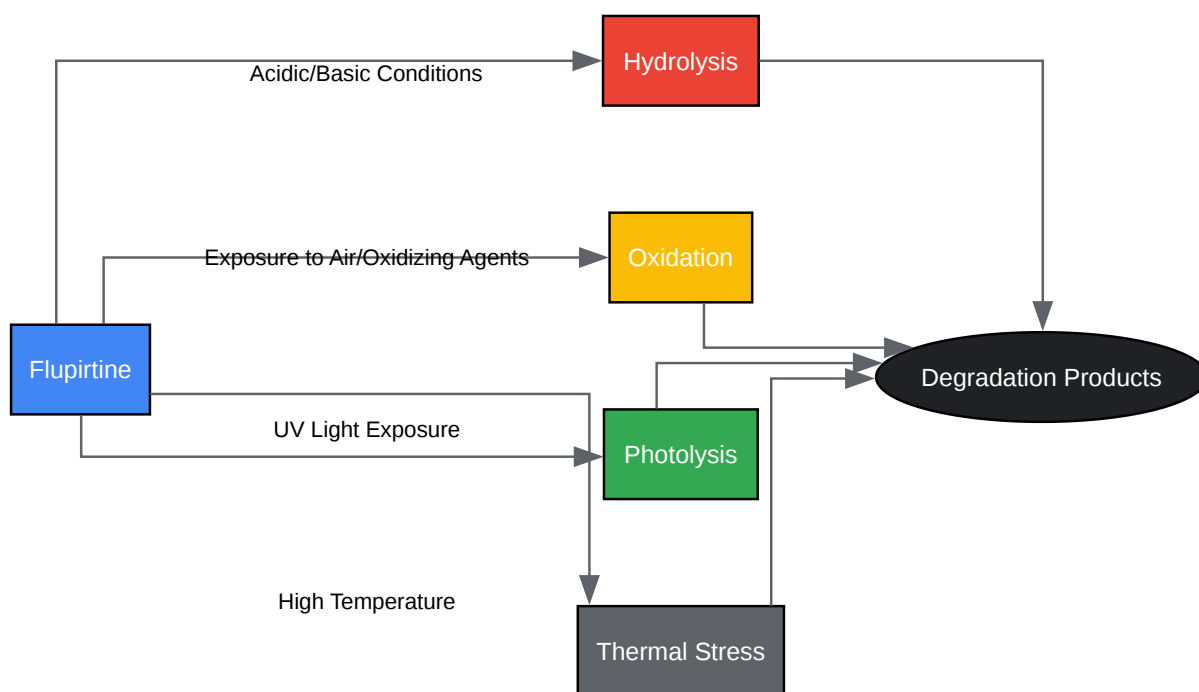 Hydrolysis
Acidic/Basic Conditions
Exposure to Air/Oxidizing Agents
Oxidation
Flupirtine
Degradation Products
UV Light Exposure
Photolysis
High Temperature
Thermal Stress